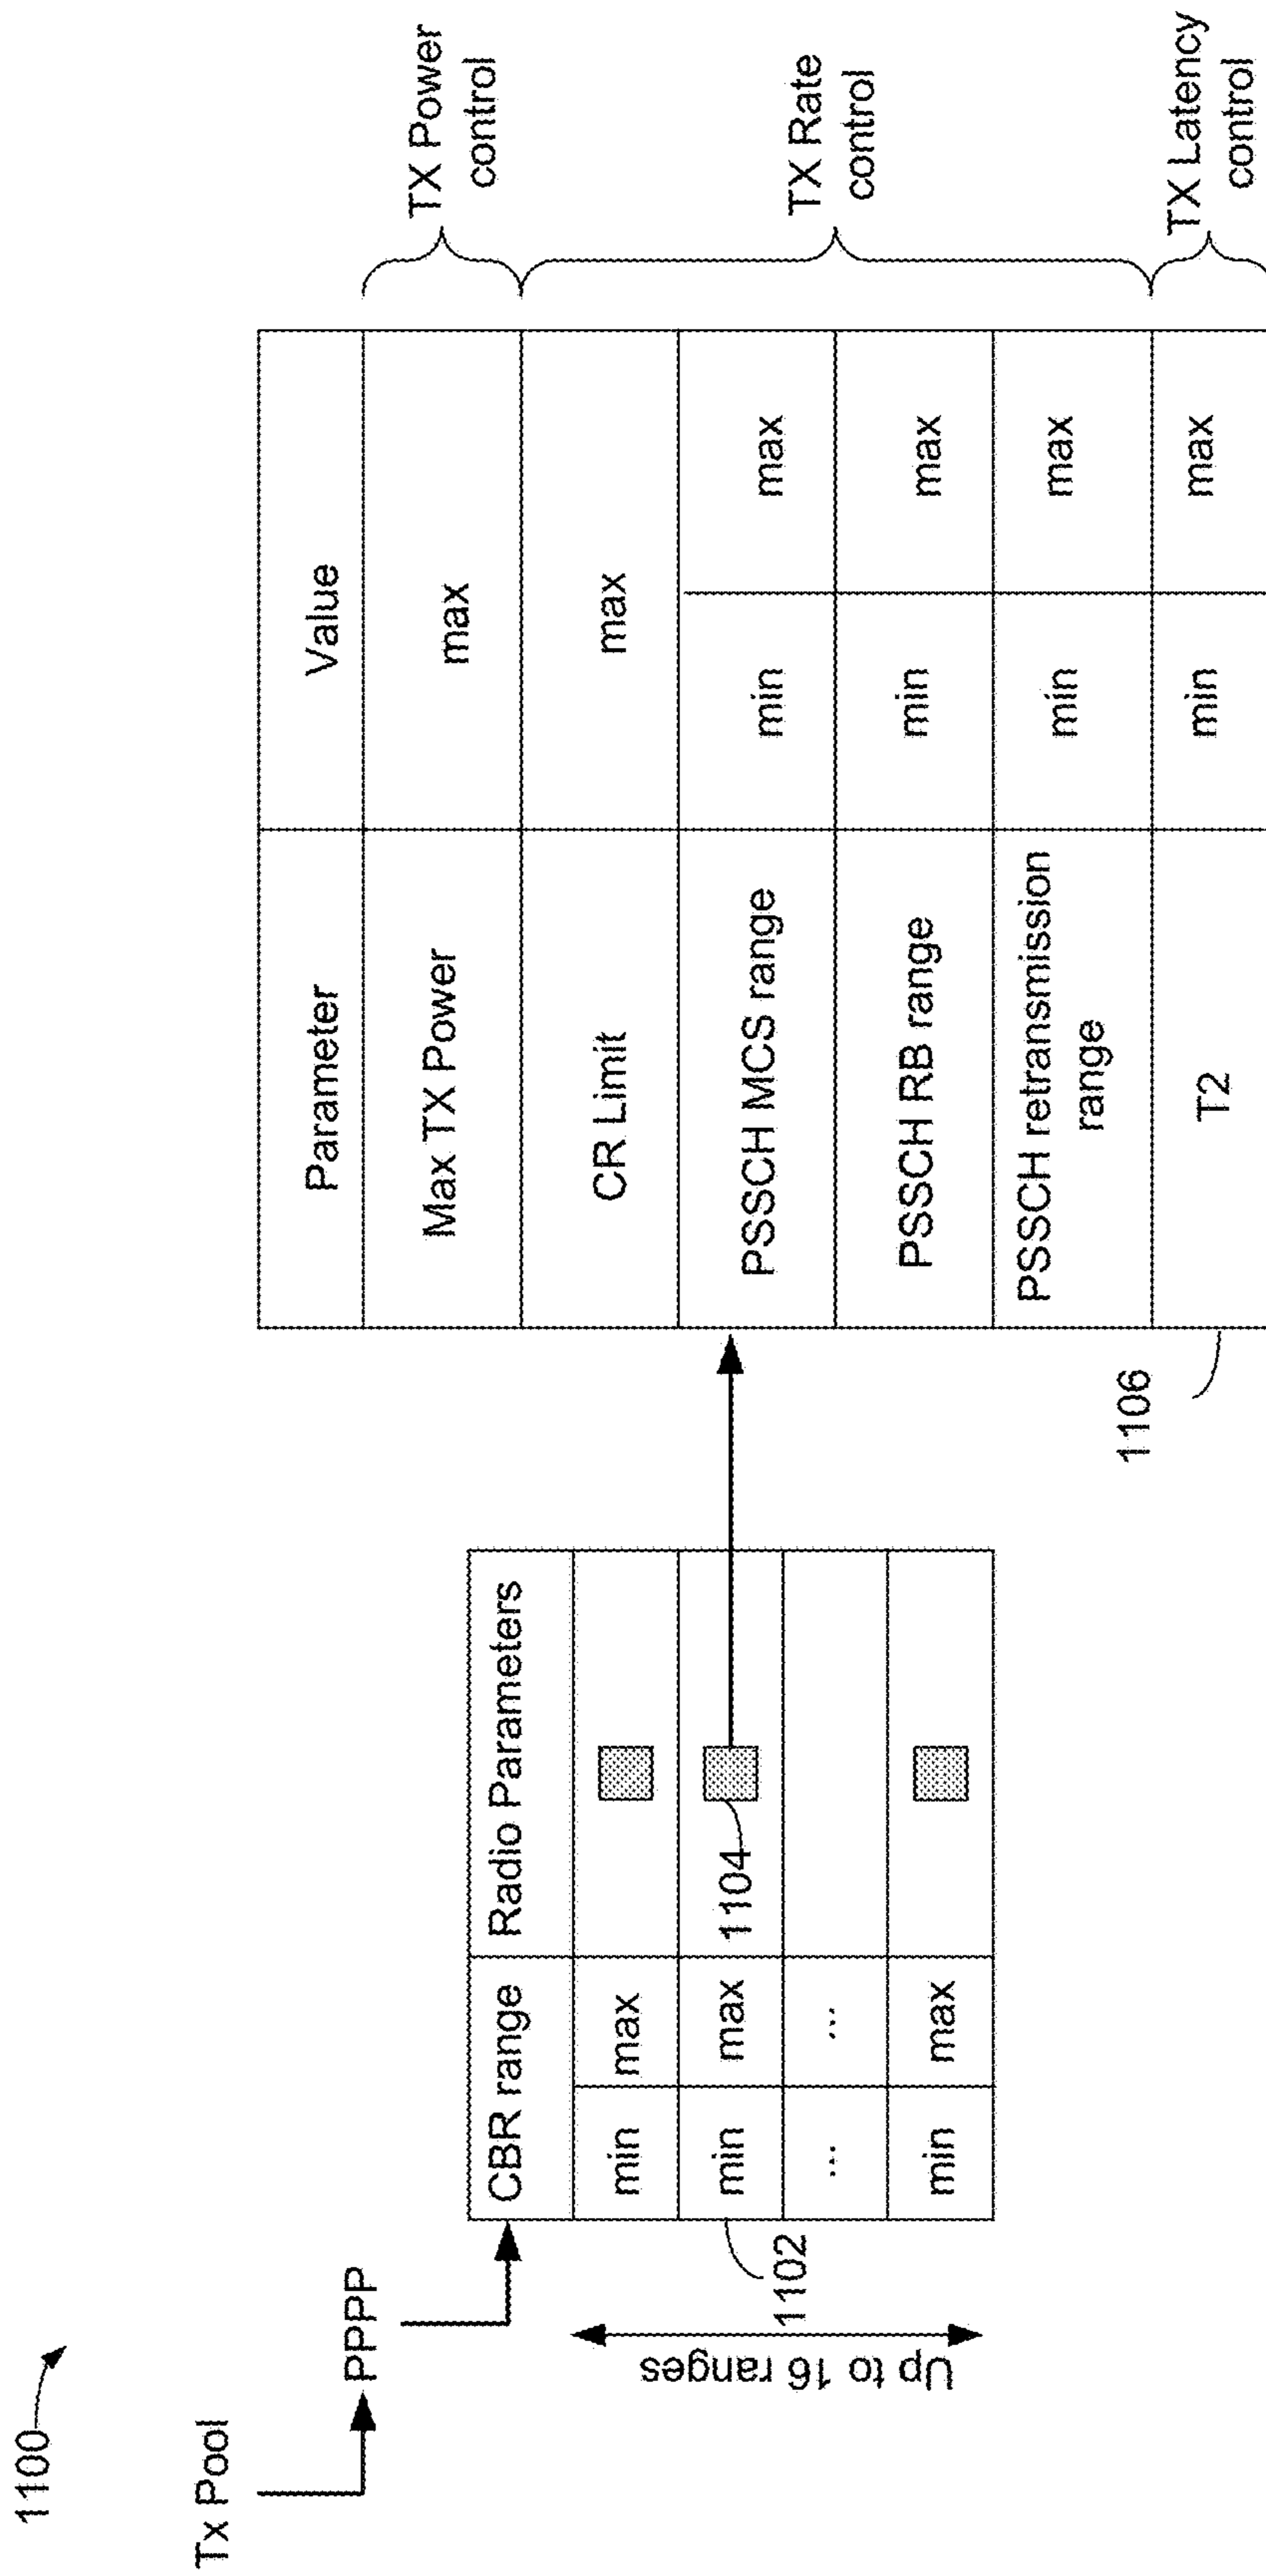 1100
Tx Pool
PPPP
CBR range
Radio Parameters
min
max
min
max
1104
...
...
min
max
Up to 16 ranges
1102
Parameter
Value
Max TX Power
max
TX Power
control
CR Limit
max
PSSCH MCS range
min
max
PSSCH RB range
min
max
PSSCH retransmission
range
min
max
TX Rate
control
T2
min
max
TX Latency
control
1106